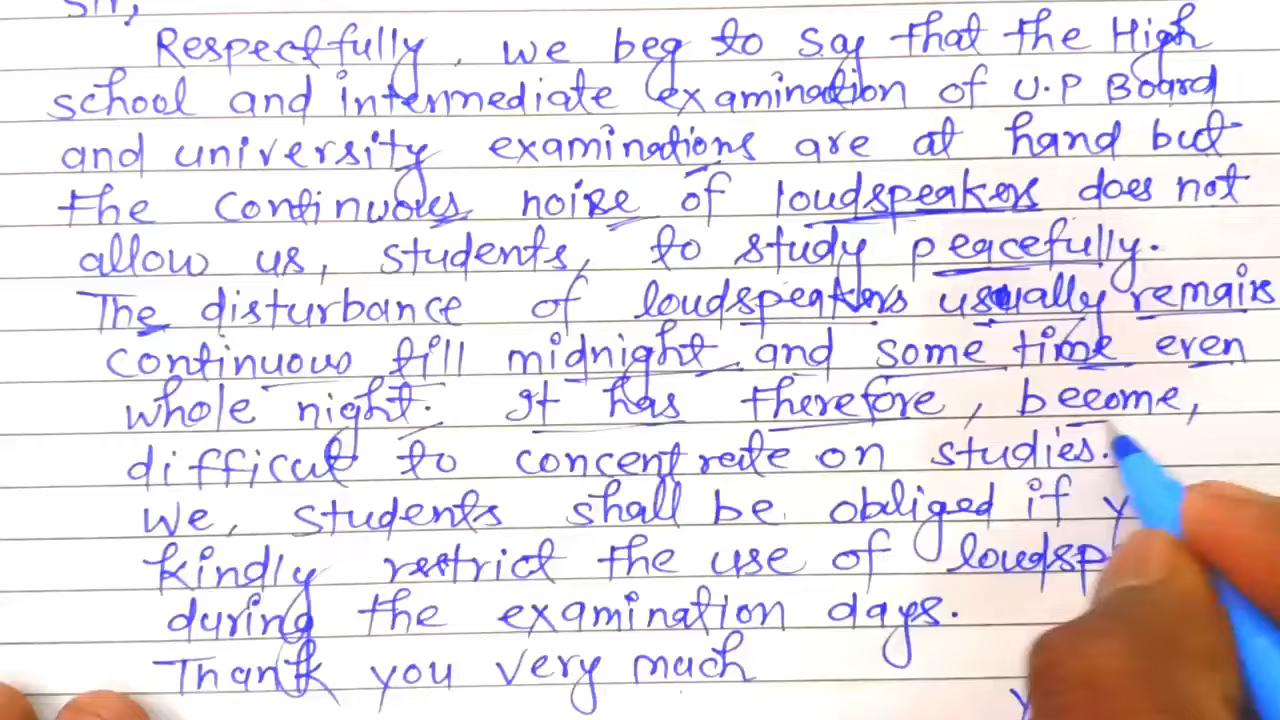 Sir,
Respectfully, we beg to say that the High
school and intermediate examination of U.P Board
and university examinations are at hand but
the continuous noise of loudspeakers does not
allow us, students, to study peacefully.
The disturbance of loudspeakers usually remains
continuous till midnight and some time even
whole night. It has therefore, become,
difficult to concentrate on studies.
We, students shall be obliged if y
kindly restrict the use of loudsp
during the examination days.
Thank you very much